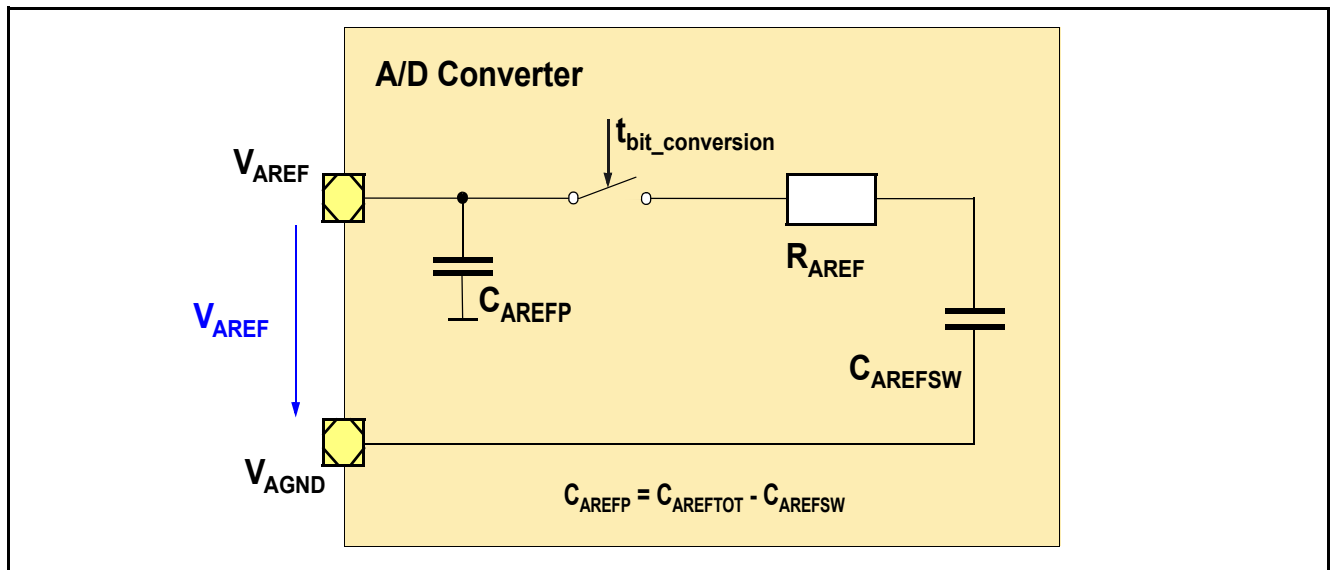 A/D Converter
t_bit_conversion
V_AREF
R_AREF
C_AREFP
V_AREF
C_AREFSW
V_AGND
C_AREFP = C_AREFTOT - C_AREFSW